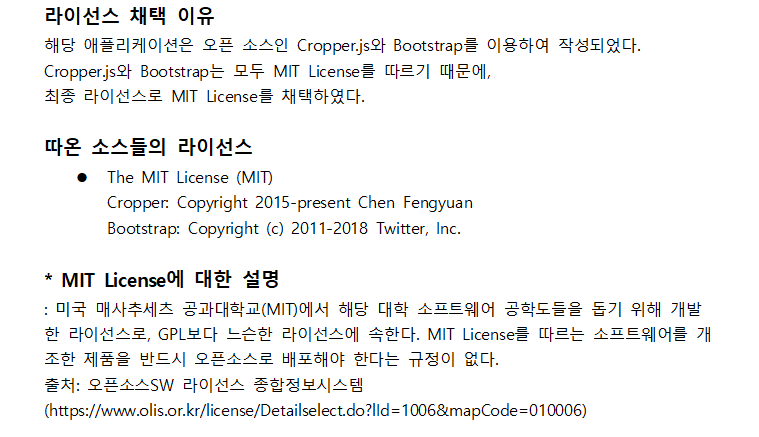 라이선스 채택 이유
해당 애플리케이션은 오픈 소스인 Cropper.js와 Bootstrap를 이용하여 작성되었다.
Cropper.js와 Bootstrap는 모두 MIT License를 따르기 때문에,
최종 라이선스로 MIT License를 채택하였다.
따온 소스들의 라이선스
● The MIT License (MIT)
Cropper: Copyright 2015-present Chen Fengyuan
Bootstrap: Copyright (c) 2011-2018 Twitter, Inc.
* MIT License에 대한 설명
: 미국 매사추세츠 공과대학교(MIT)에서 해당 대학 소프트웨어 공학도들을 돕기 위해 개발
한 라이선스로, GPL보다 느슨한 라이선스에 속한다. MIT License를 따르는 소프트웨어를 개
조한 제품을 반드시 오픈소스로 배포해야 한다는 규정이 없다.
출처: 오픈소스SW 라이선스 종합정보시스템
(https://www.olis.or.kr/license/Detailselect.do?lId=1006&mapCode=010006)